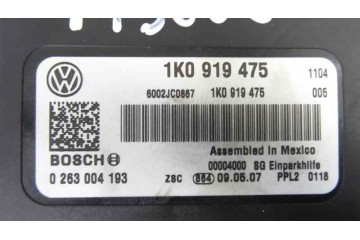 1K0 919 475 1104
6002JC0867 1K0 919 475 005
BOSCH
Assembled in Mexico
00004000 SG Einparkhilfe
0 263 004 193 ZSC 864 09.05.07 PPL2 0118